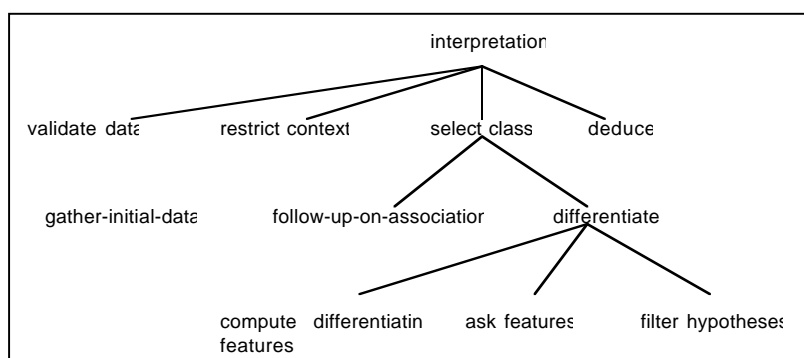 interpretation
validate data restrict context select class deduce
gather-initial-data follow-up-on-association differentiate
compute differentiatin ask features filter hypotheses
features